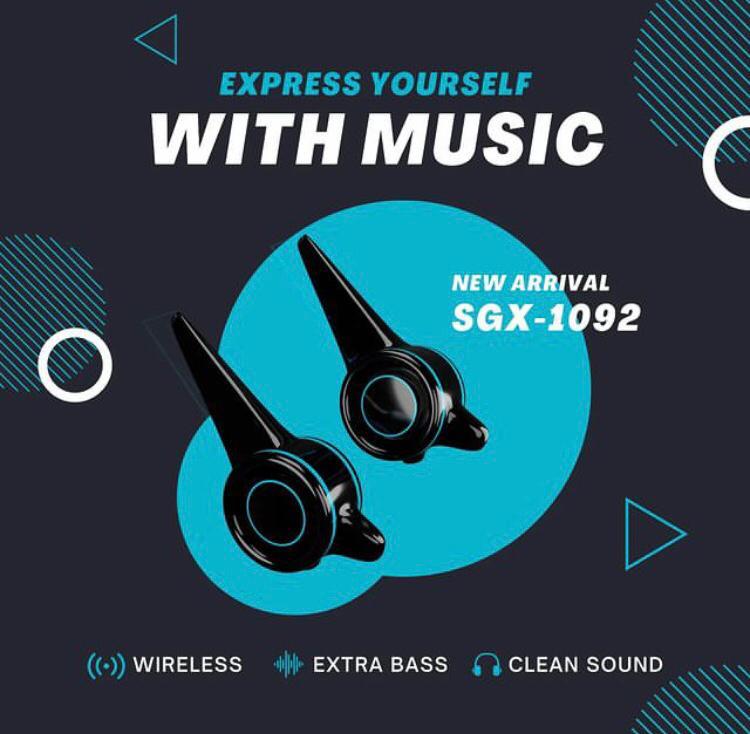 EXPRESS YOURSELF
WITH MUSIC
NEW ARRIVAL
SGX-1092
WIRELESS EXTRA BASS CLEAN SOUND